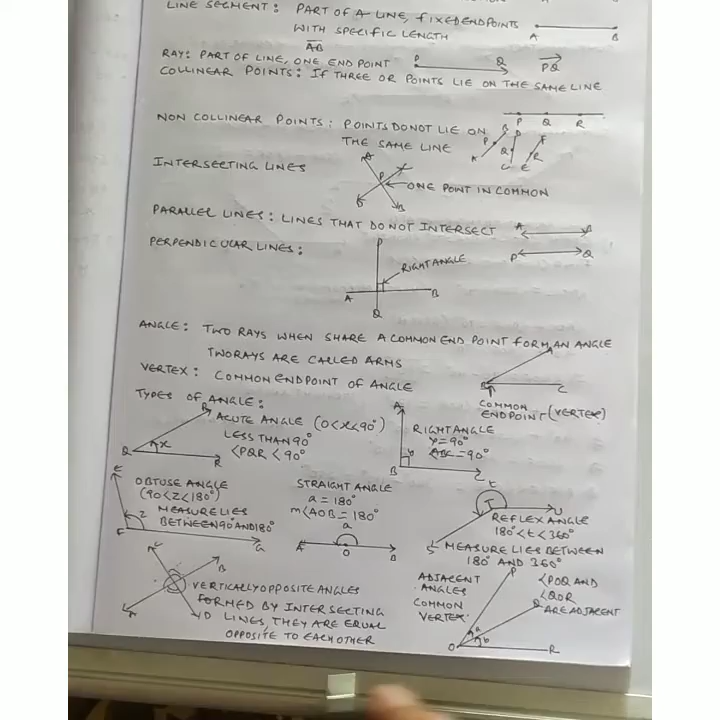 LINE SEGMENT: PART OF A LINE, FIXED ENDPOINTS
WITH SPECIFIC LENGTH
A B
AB
RAY: PART OF LINE, ONE END POINT P Q PQ
COLLINEAR POINTS: IF THREE OR POINTS LIE ON THE SAME LINE
P Q R
NON COLLINEAR POINTS: POINTS DO NOT LIE ON
THE SAME LINE
INTERSECTING LINES
P
ONE POINT IN COMMON
B
PARALLEL LINES: LINES THAT DO NOT INTERSECT A B
P Q
PERPENDICULAR LINES:
P
RIGHT ANGLE
A B
Q
ANGLE: TWO RAYS WHEN SHARE A COMMON END POINT FORM AN ANGLE
TWO RAYS ARE CALLED ARMS
VERTEX: COMMON ENDPOINT OF ANGLE
B C
COMMON
ENDPOINT (VERTEX)
TYPES OF ANGLE:
P
ACUTE ANGLE (0<x<90°)
LESS THAN 90°
<PQR < 90°
Q x R
A
RIGHT ANGLE
y=90°
ABC=90°
B y C
E
OBTUSE ANGLE
(90<z<180°)
MEASURE LIES
BETWEEN 90° AND 180°
z
F G
STRAIGHT ANGLE
a=180°
m<AOB=180°
a
A O B
t
T U
REFLEX ANGLE
180°<t<360°
S MEASURE LIES BETWEEN
180° AND 360°
C
B
VERTICALLY OPPOSITE ANGLES
FORMED BY INTERSECTING
LINES, THEY ARE EQUAL
OPPOSITE TO EACH OTHER
A D
ADJACENT
ANGLES
COMMON
VERTEX
P
<POQ AND
<QOR
ARE ADJACENT
Q
a
b
O R